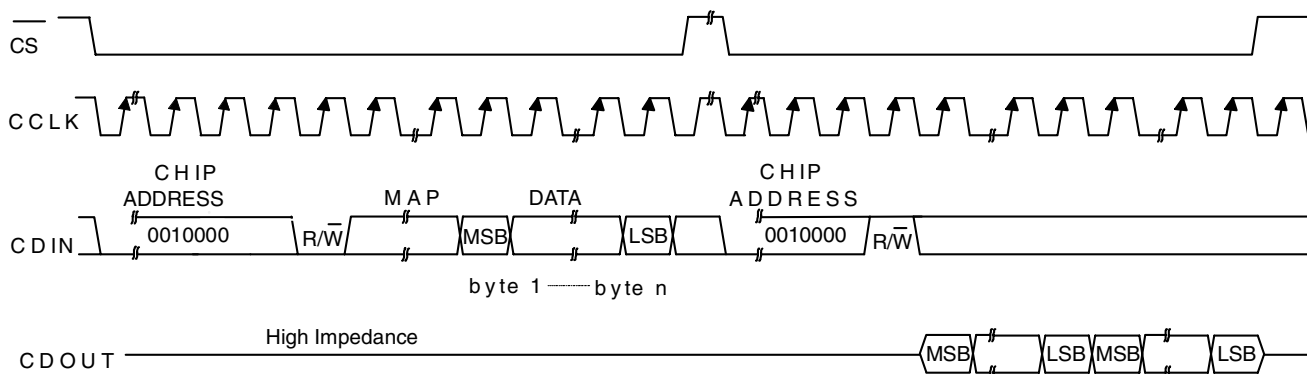 CS
CCLK
CHIP
ADDRESS
MAP
DATA
CHIP
ADDRESS
CDIN
0010000
R/W
MSB
LSB
0010000
R/W
byte 1
byte n
High Impedance
CDOUT
MSB
LSB
MSB
LSB